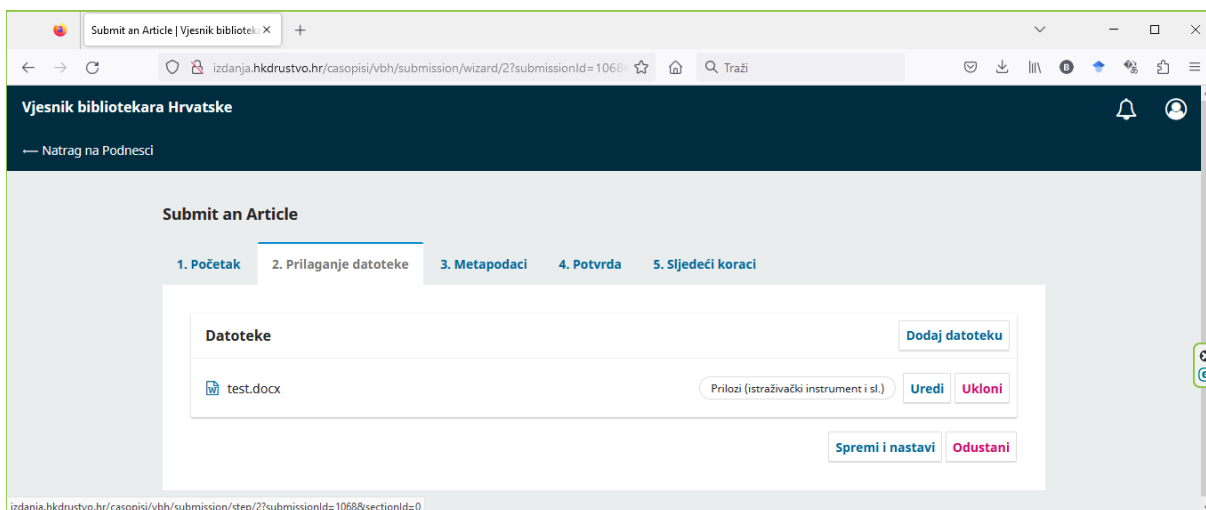 Submit an Article | Vjesnik bibliotek
izdanja.hkdrustvo.hr/casopisi/vbh/submission/wizard/2?submissionId=1068
Traži
Vjesnik bibliotekara Hrvatske
Natrag na Podnesci
Submit an Article
1. Početak 2. Prilaganje datoteke 3. Metapodaci 4. Potvrda 5. Sljedeći koraci
Datoteke Dodaj datoteku
test.docx Prilozi (istraživački instrument i sl.) Uredi Ukloni
Spremi i nastavi Odustani
izdanja.hkdrustvo.hr/casopisi/vbh/submission/step/2?submissionId=1068&sectionId=0